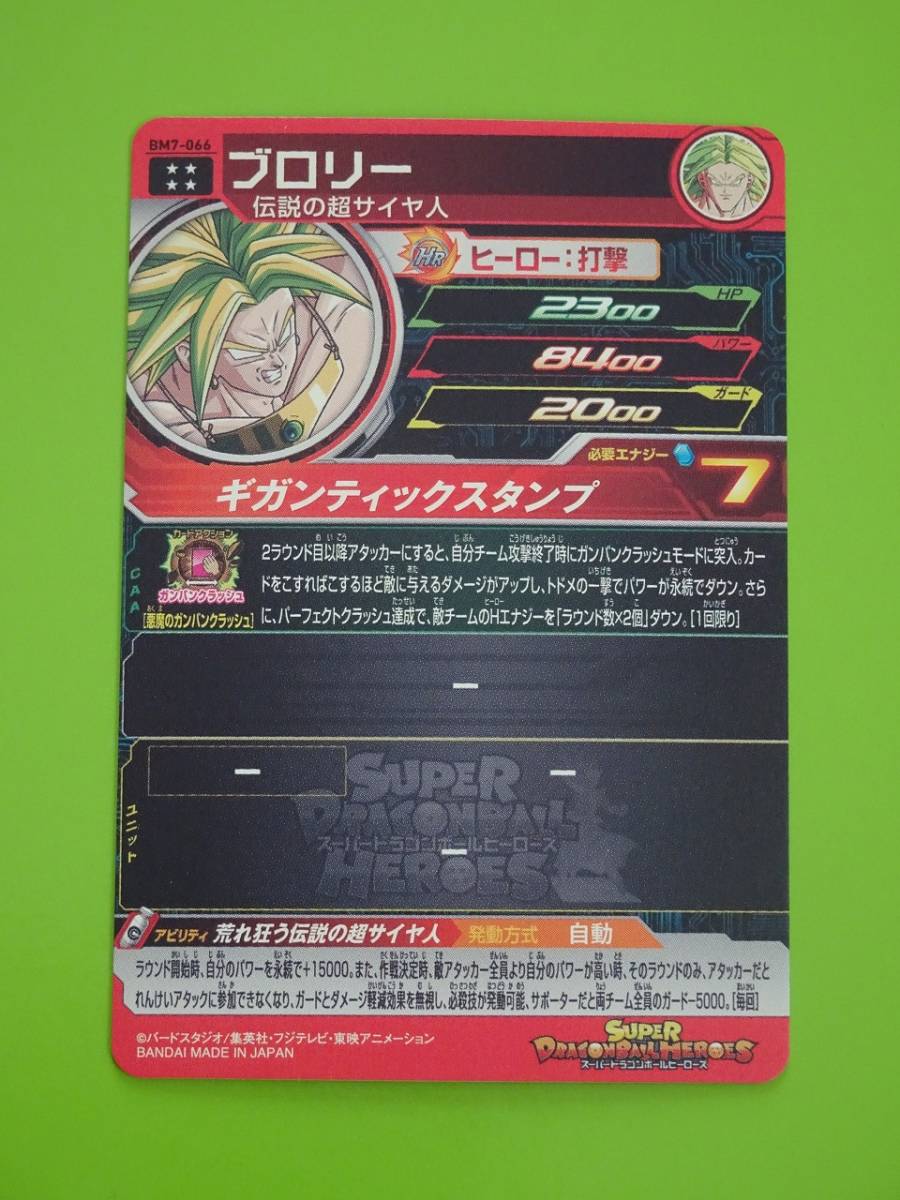 BM7-066
★★
★★
ブロリー
伝説の超サイヤ人
HR
ヒーロー：打撃
2300
HP
8400
パワー
2000
ガード
必要エナジー
7
ギガンティックスタンプ
CAA
カードアクション
ガンバンクラッシュ
[悪魔のガンバンクラッシュ]
2ラウンド目以降アタッカーにすると、自分チーム攻撃終了時にガンバンクラッシュモードに突入。カー
ドをこすればこするほど敵に与えるダメージがアップし、トドメの一撃でパワーが永続でダウン。さら
に、パーフェクトクラッシュ達成で、敵チームのHエナジーを「ラウンド数×2個」ダウン。[1回限り]
ー
ユニット
ー
ー
ー
SUPER
DRAGONBALL
スーパードラゴンボールヒーローズ
HEROES
C
アビリティ
荒れ狂う伝説の超サイヤ人
発動方式
自動
ラウンド開始時、自分のパワーを永続で+15000。また、作戦決定時、敵アタッカー全員より自分のパワーが高い時、そのラウンドのみ、アタッカーだと
れんけいアタックに参加できなくなり、ガードとダメージ軽減効果を無視し、必殺技が発動可能、サポーターだと両チーム全員のガード-5000。[毎回]
©バードスタジオ/集英社・フジテレビ・東映アニメーション
BANDAI MADE IN JAPAN
SUPER
DRAGONBALL HEROES
スーパードラゴンボールヒーローズ